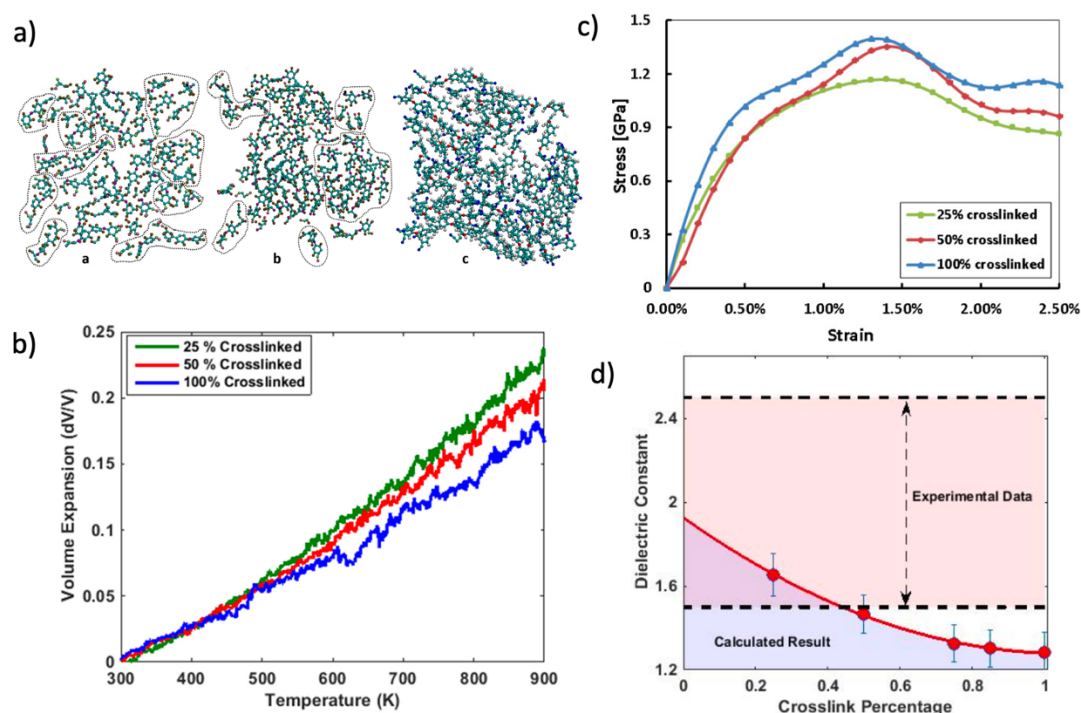 a)
a
b
c
b)
0.25
0.2
0.15
0.1
0.05
0
Volume Expansion (dV/V)
25 % Crosslinked
50 % Crosslinked
100% Crosslinked
300
400
500
600
700
800
900
Temperature (K)
c)
1.5
1.2
0.9
0.6
0.3
0
Stress [GPa]
25% crosslinked
50% crosslinked
100% crosslinked
0.00%
0.50%
1.00%
1.50%
2.00%
2.50%
Strain
d)
2.4
2
1.6
1.2
Dielectric Constant
Experimental Data
Calculated Result
0
0.2
0.4
0.6
0.8
1
Crosslink Percentage